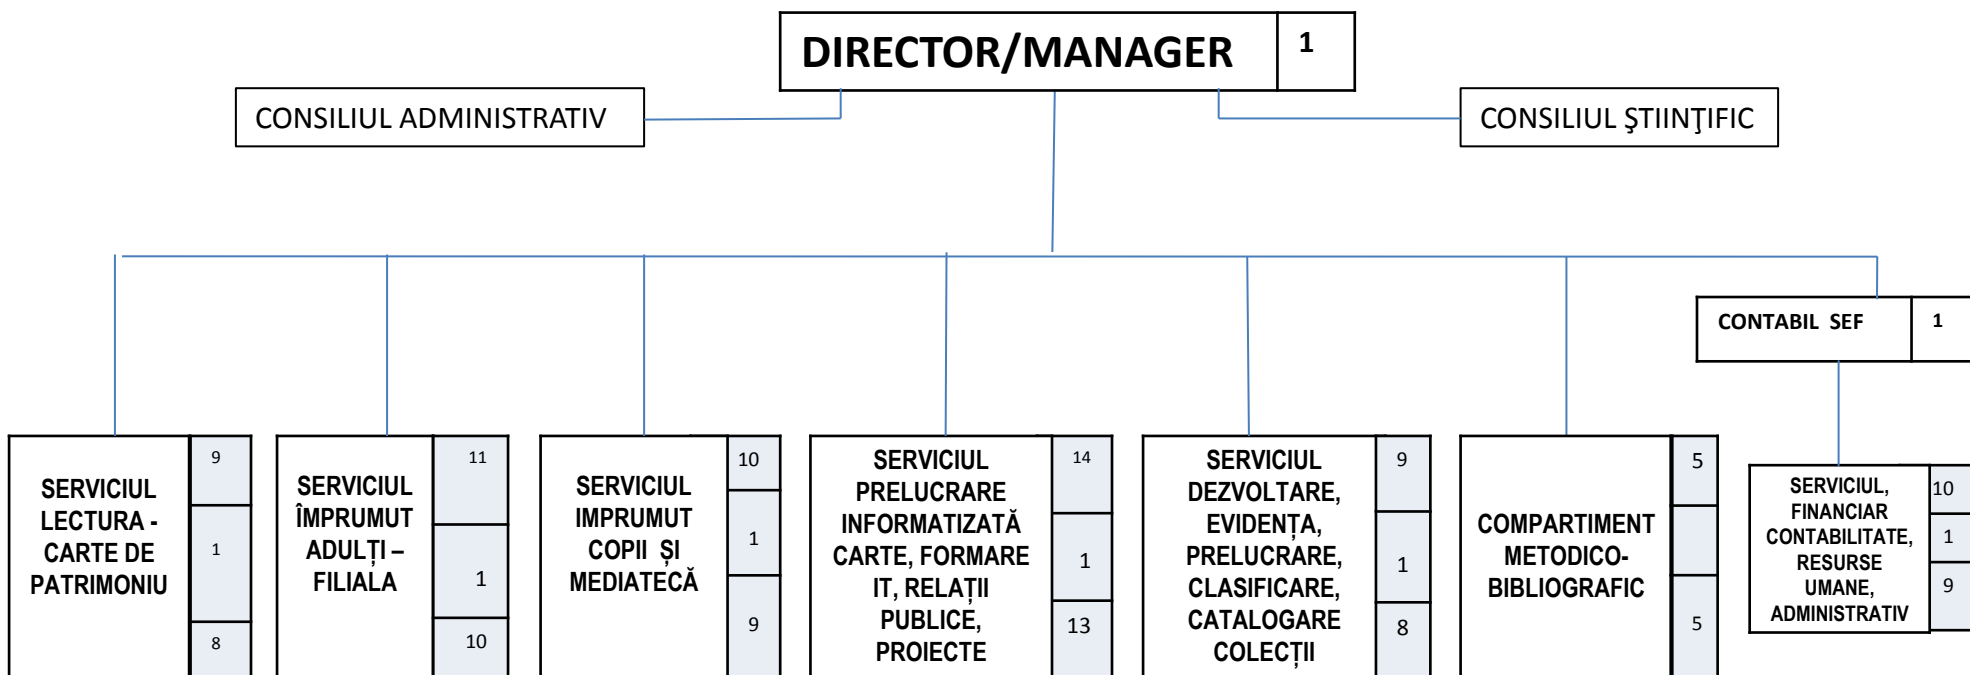 DIRECTOR/MANAGER 1
CONSILIUL ADMINISTRATIV
CONSILIUL ŞTIINŢIFIC
CONTABIL SEF 1
SERVICIUL
LECTURA -
CARTE DE
PATRIMONIU
9
1
8
SERVICIUL
ÎMPRUMUT
ADULȚI –
FILIALA
11
1
10
SERVICIUL
IMPRUMUT
COPII ȘI
MEDIATECĂ
10
1
9
SERVICIUL
PRELUCRARE
INFORMATIZATĂ
CARTE, FORMARE
IT, RELAȚII
PUBLICE,
PROIECTE
14
1
13
SERVICIUL
DEZVOLTARE,
EVIDENȚA,
PRELUCRARE,
CLASIFICARE,
CATALOGARE
COLECȚII
9
1
8
COMPARTIMENT
METODICO-
BIBLIOGRAFIC
5
5
SERVICIUL,
FINANCIAR
CONTABILITATE,
RESURSE
UMANE,
ADMINISTRATIV
10
1
9